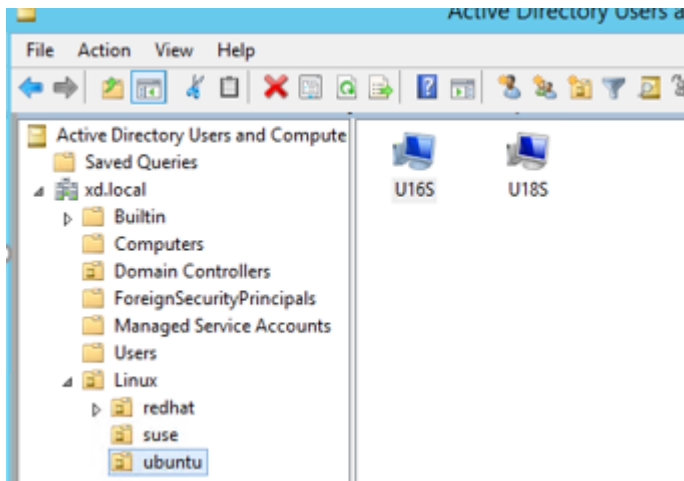 Active Directory Users a
File Action View Help
Active Directory Users and Compute
Saved Queries
xd.local
Builtin
Computers
Domain Controllers
ForeignSecurityPrincipals
Managed Service Accounts
Users
Linux
redhat
suse
ubuntu
U16S U18S